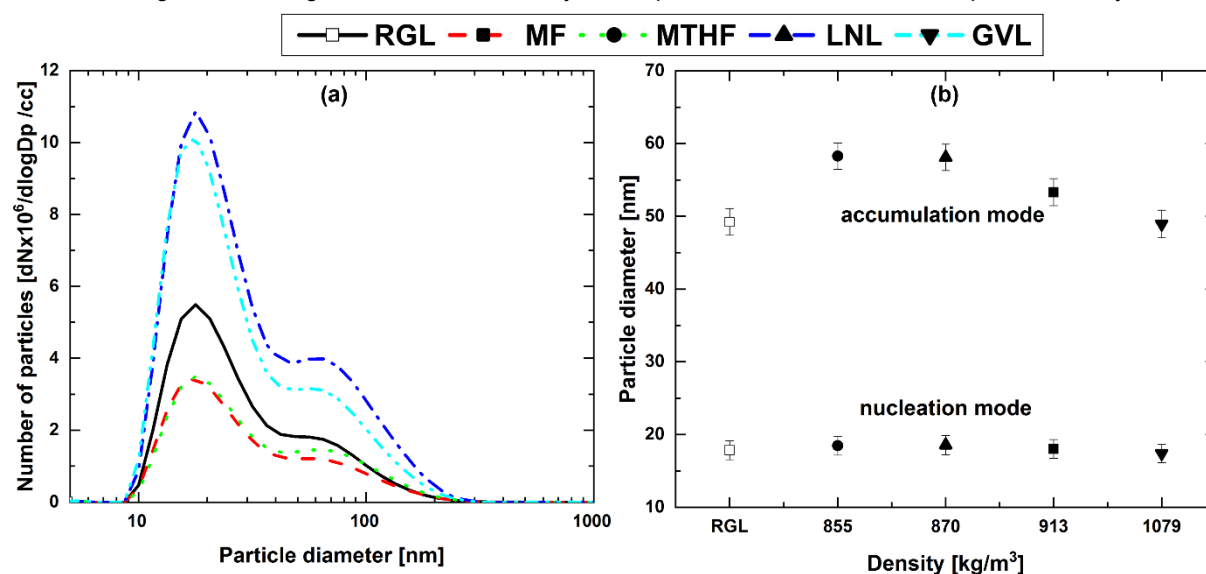 RGL MF MTHF LNL GVL
(a)
Number of particles [dNx10⁶/dlogDp /cc]
12
10
8
6
4
2
0
10 100 1000
Particle diameter [nm]
(b)
Particle diameter [nm]
70
60
50
40
30
20
10
accumulation mode
nucleation mode
RGL 855 870 913 1079
Density [kg/m³]